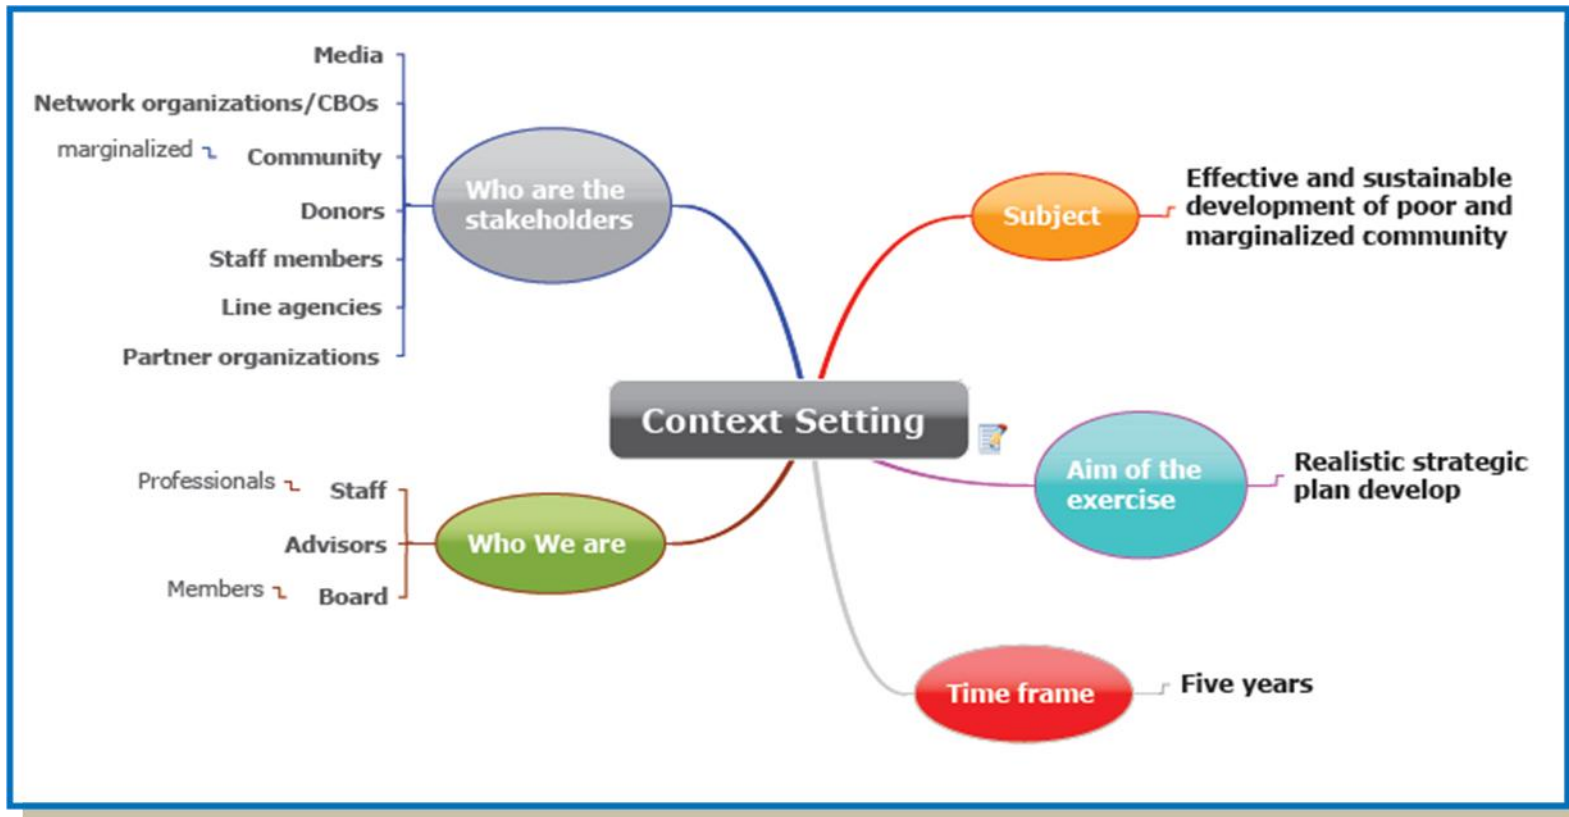 Media
Network organizations/CBOs
marginalized
Community
Donors
Staff members
Line agencies
Partner organizations
Who are the
stakeholders
Subject
Effective and sustainable
development of poor and
marginalized community
Context Setting
Aim of the
exercise
Realistic strategic
plan develop
Professionals
Staff
Advisors
Members
Board
Who We are
Time frame
Five years